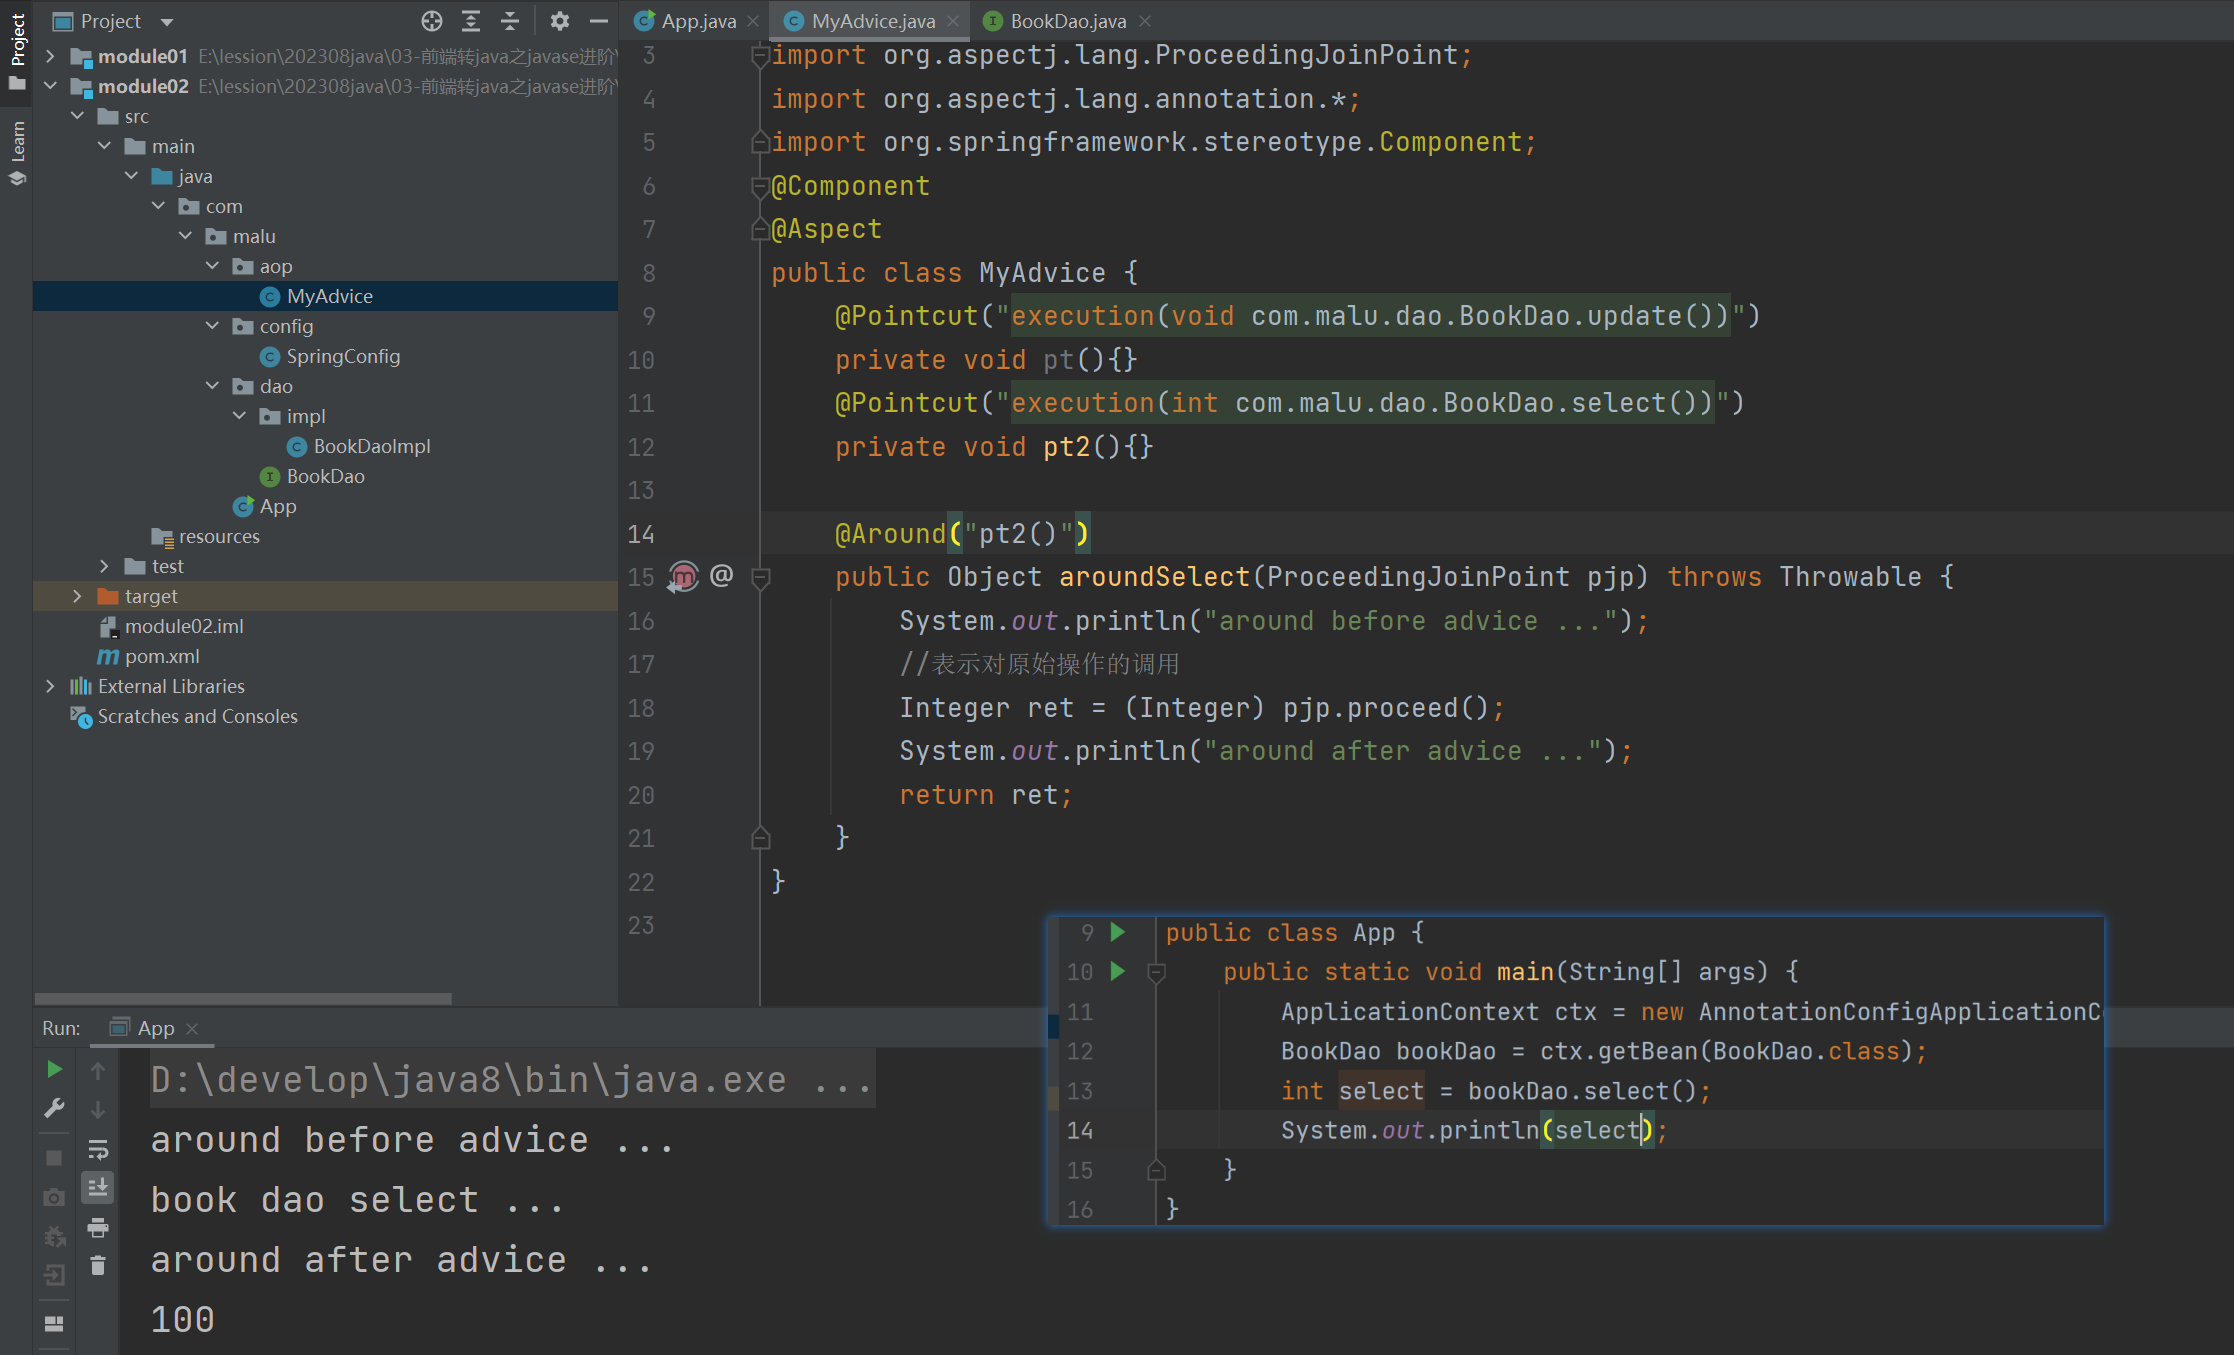 Project
Learn
Project
module01 E:\lession\202308java\03-前端转java之javase进阶\
module02 E:\lession\202308java\03-前端转java之javase进阶\
src
main
java
com
malu
aop
MyAdvice
config
SpringConfig
dao
impl
BookDaoImpl
BookDao
App
resources
test
target
module02.iml
pom.xml
External Libraries
Scratches and Consoles
App.java
MyAdvice.java
BookDao.java
3 import org.aspectj.lang.ProceedingJoinPoint;
4 import org.aspectj.lang.annotation.*;
5 import org.springframework.stereotype.Component;
6 @Component
7 @Aspect
8 public class MyAdvice {
9 @Pointcut("execution(void com.malu.dao.BookDao.update())")
10 private void pt(){}
11 @Pointcut("execution(int com.malu.dao.BookDao.select())")
12 private void pt2(){}
13
14 @Around("pt2()")
15 public Object aroundSelect(ProceedingJoinPoint pjp) throws Throwable {
16 System.out.println("around before advice ...");
17 //表示对原始操作的调用
18 Integer ret = (Integer) pjp.proceed();
19 System.out.println("around after advice ...");
20 return ret;
21 }
22 }
23
9 public class App {
10 public static void main(String[] args) {
11 ApplicationContext ctx = new AnnotationConfigApplicationC
12 BookDao bookDao = ctx.getBean(BookDao.class);
13 int select = bookDao.select();
14 System.out.println(select);
15 }
16 }
Run: App
D:\develop\java8\bin\java.exe ...
around before advice ...
book dao select ...
around after advice ...
100